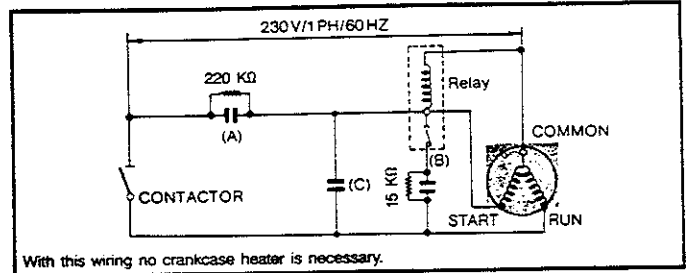 230V/1PH/60HZ
220 KΩ
Relay
(A)
COMMON
(B)
(C)
15 KΩ
CONTACTOR
START
RUN
With this wiring no crankcase heater is necessary.